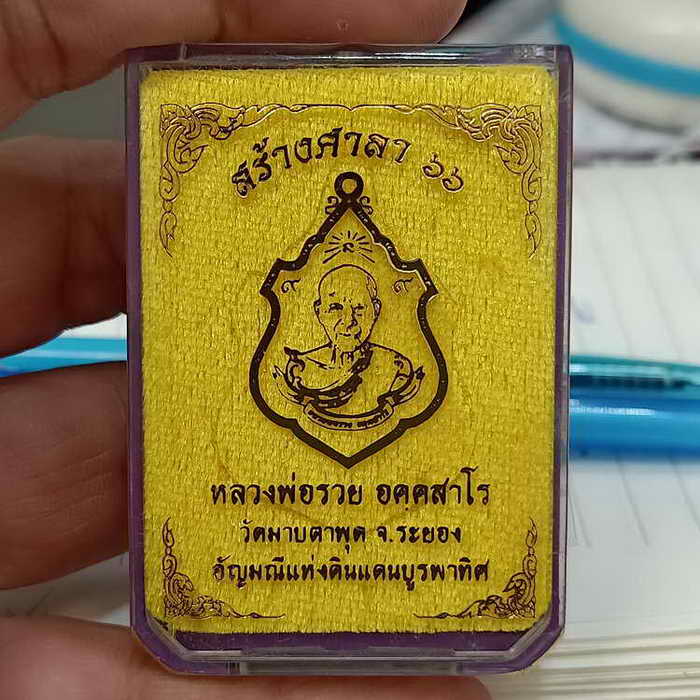 สร้างศาลา ๖๖
๙ ๙
หลวงพ่อรวย อคฺคสาโร
วัดมาบตาพุด จ.ระยอง
อัญมณีแห่งดินแดนบูรพาทิศ